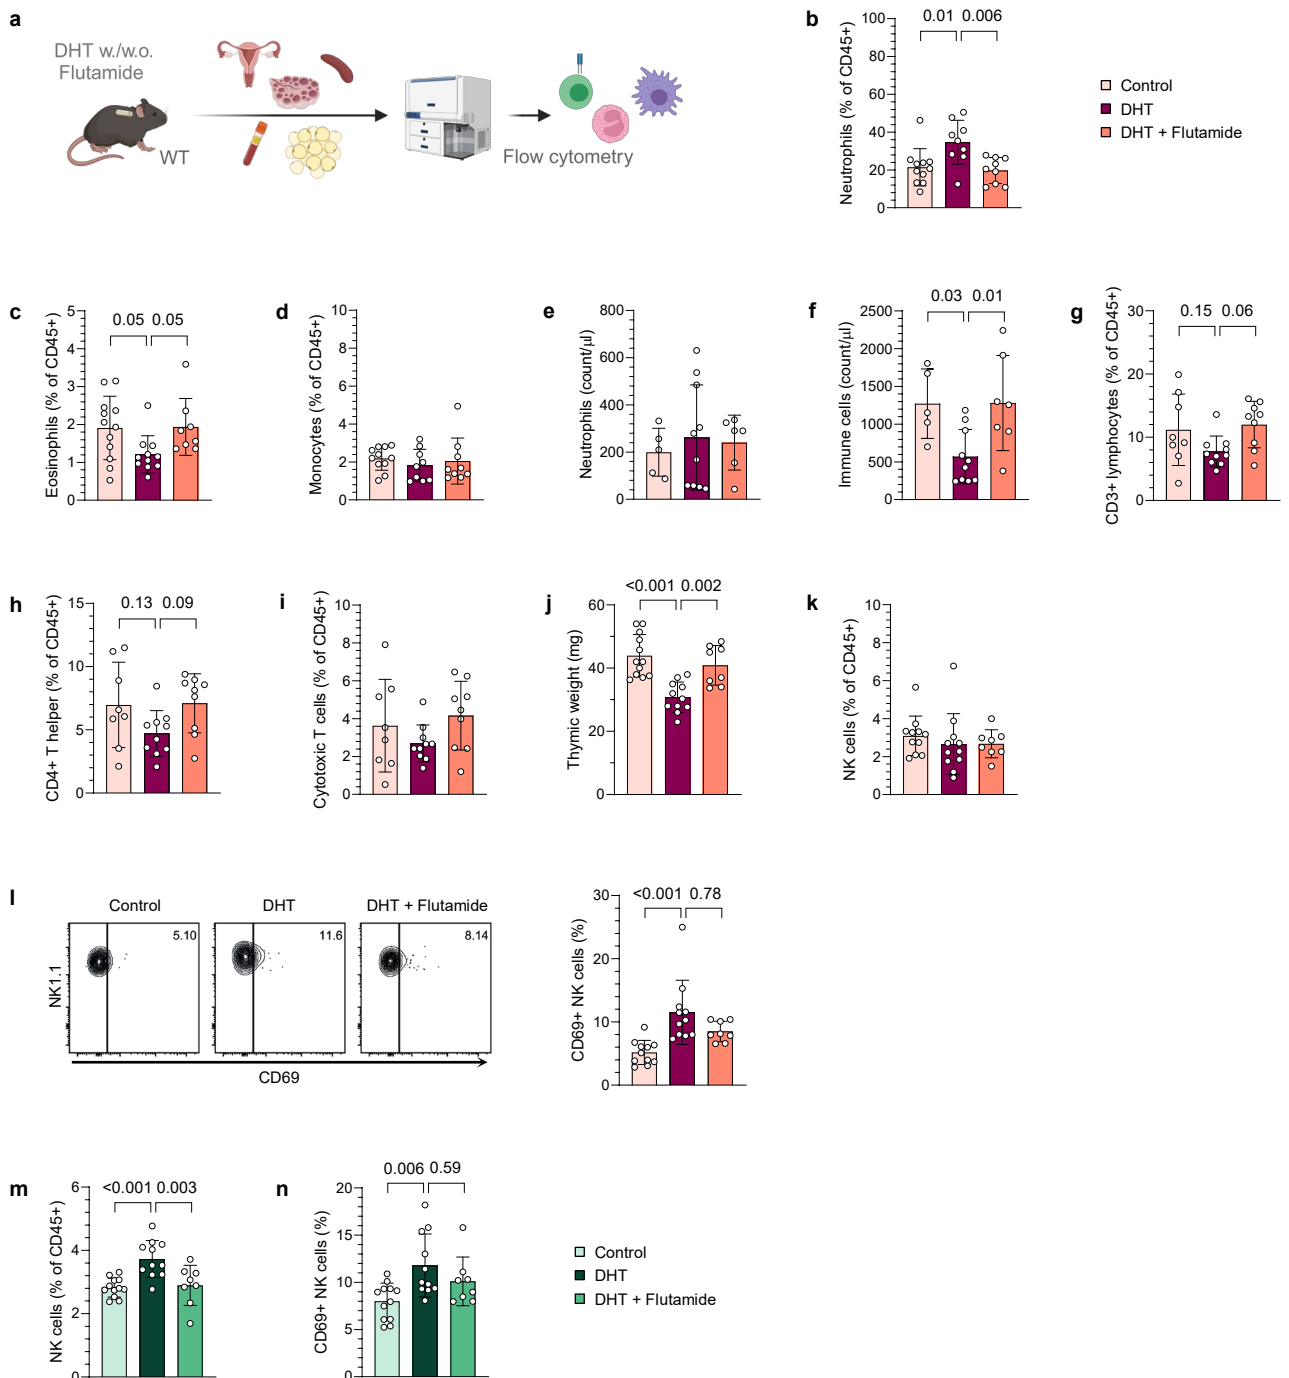 a
DHT w./w.o.
Flutamide
WT
Flow cytometry
b
Neutrophils (% of CD45+)
100
80
60
40
20
0
0.01 0.006
Control
DHT
DHT + Flutamide
c
Eosinophils (% of CD45+)
5
4
3
2
1
0
0.05 0.05
d
Monocytes (% of CD45+)
10
8
6
4
2
0
e
Neutrophils (count/µl)
800
600
400
200
0
f
Immune cells (count/µl)
2500
2000
1500
1000
500
0
0.03 0.01
g
CD3+ lymphocytes (% of CD45+)
30
20
10
0
0.15 0.06
h
CD4+ T helper (% of CD45+)
15
10
5
0
0.13 0.09
i
Cytotoxic T cells (% of CD45+)
10
8
6
4
2
0
j
Thymic weight (mg)
60
40
20
0
<0.001 0.002
k
NK cells (% of CD45+)
10
8
6
4
2
0
l
Control
DHT
DHT + Flutamide
5.10
11.6
8.14
NK1.1
CD69
CD69+ NK cells (%)
30
20
10
0
<0.001 0.78
m
NK cells (% of CD45+)
6
4
2
0
<0.001 0.003
n
CD69+ NK cells (%)
20
15
10
5
0
0.006 0.59
Control
DHT
DHT + Flutamide